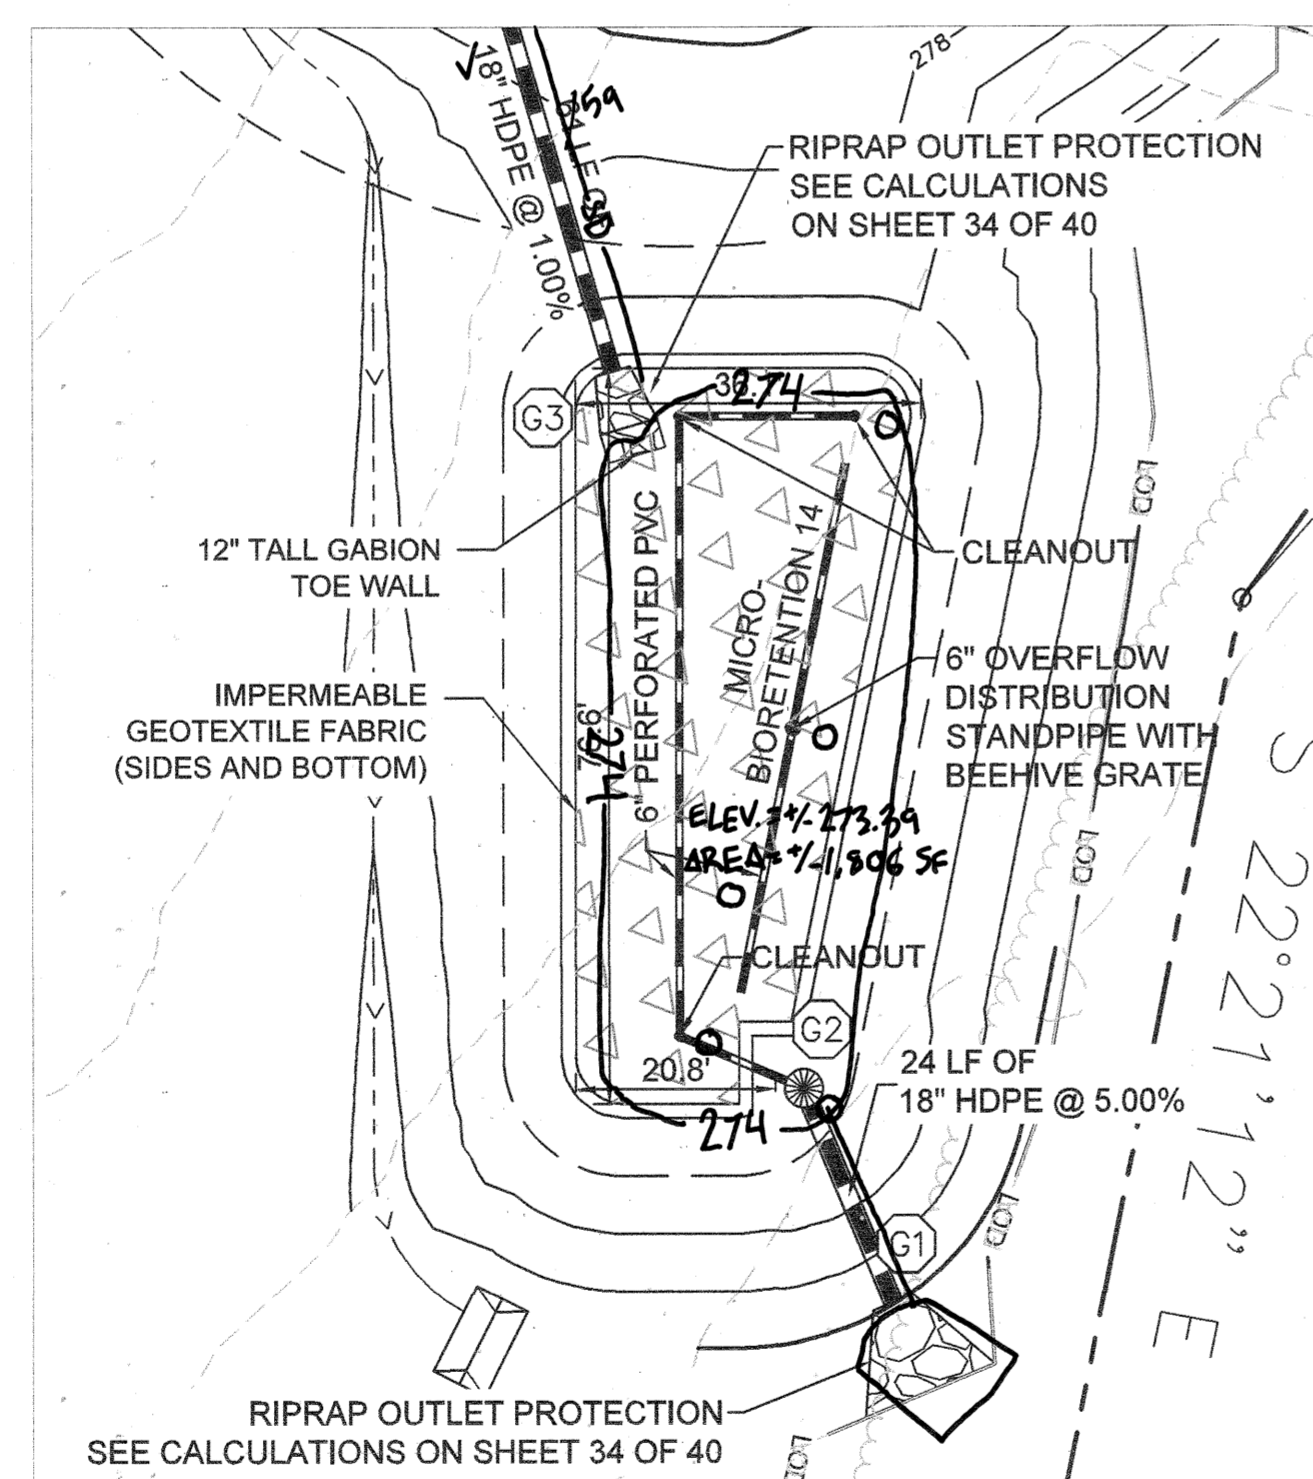 278
✓
18" HDPE @ 1.00%
59
RIPRAP OUTLET PROTECTION
SEE CALCULATIONS
ON SHEET 34 OF 40
G3
274
LOD
12" TALL GABION
TOE WALL
CLEANOUT
6" PERFORATED PVC
MICRO-
BIORETENTION 14
6" OVERFLOW
DISTRIBUTION
STANDPIPE WITH
BEEHIVE GRATE
IMPERMEABLE
GEOTEXTILE FABRIC
(SIDES AND BOTTOM)
274
ELEV. = +/- 273.39
AREA = +/- 1,806 SF
LOD
S 22°21'12" E
CLEANOUT
G2
20.8'
24 LF OF
18" HDPE @ 5.00%
274
LOD
G1
RIPRAP OUTLET PROTECTION
SEE CALCULATIONS ON SHEET 34 OF 40
LOD